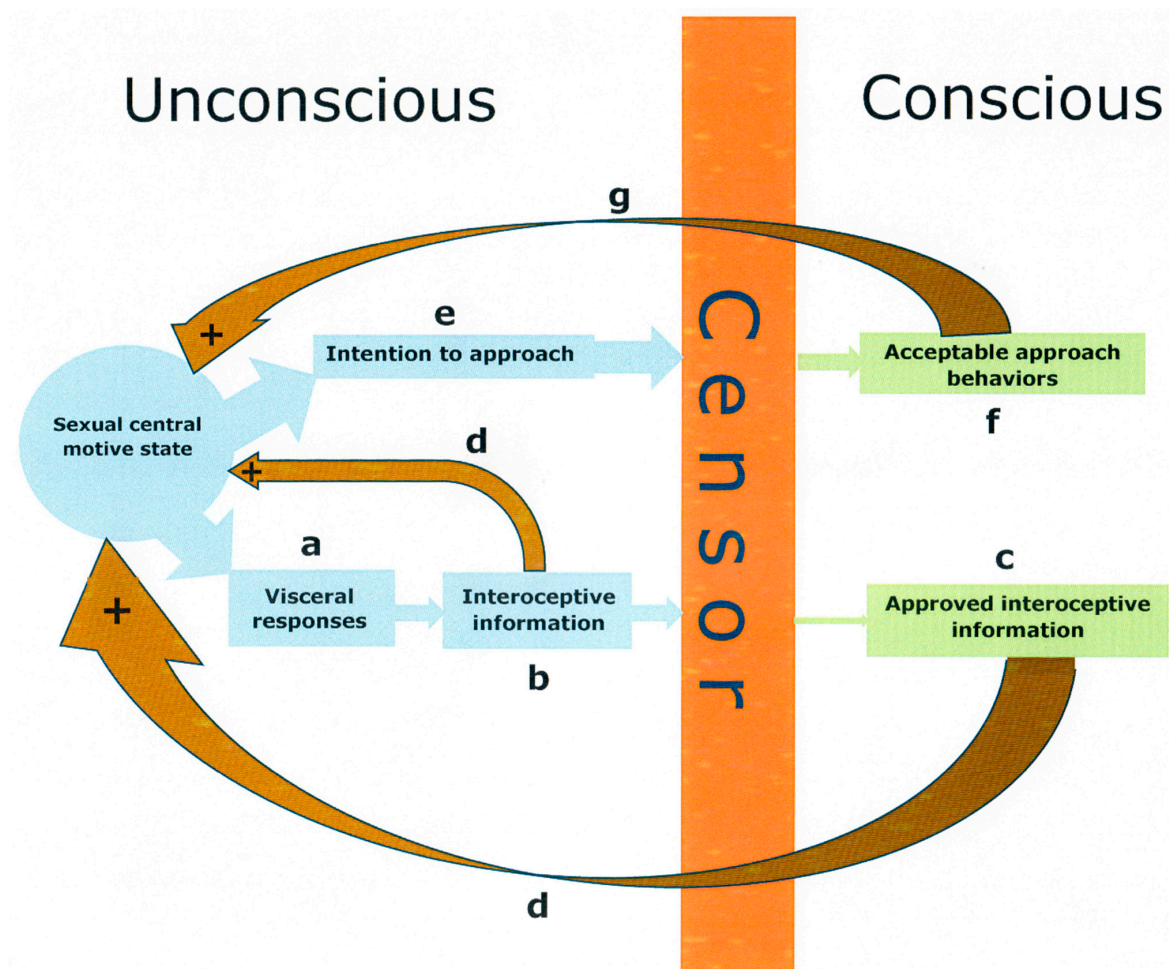 Unconscious
Conscious
g
+
e
Intention to approach
Acceptable approach
behaviors
f
Sexual central
motive state
d
+
a
Visceral
responses
Interoceptive
information
b
c
Approved interoceptive
information
+
d
Censor